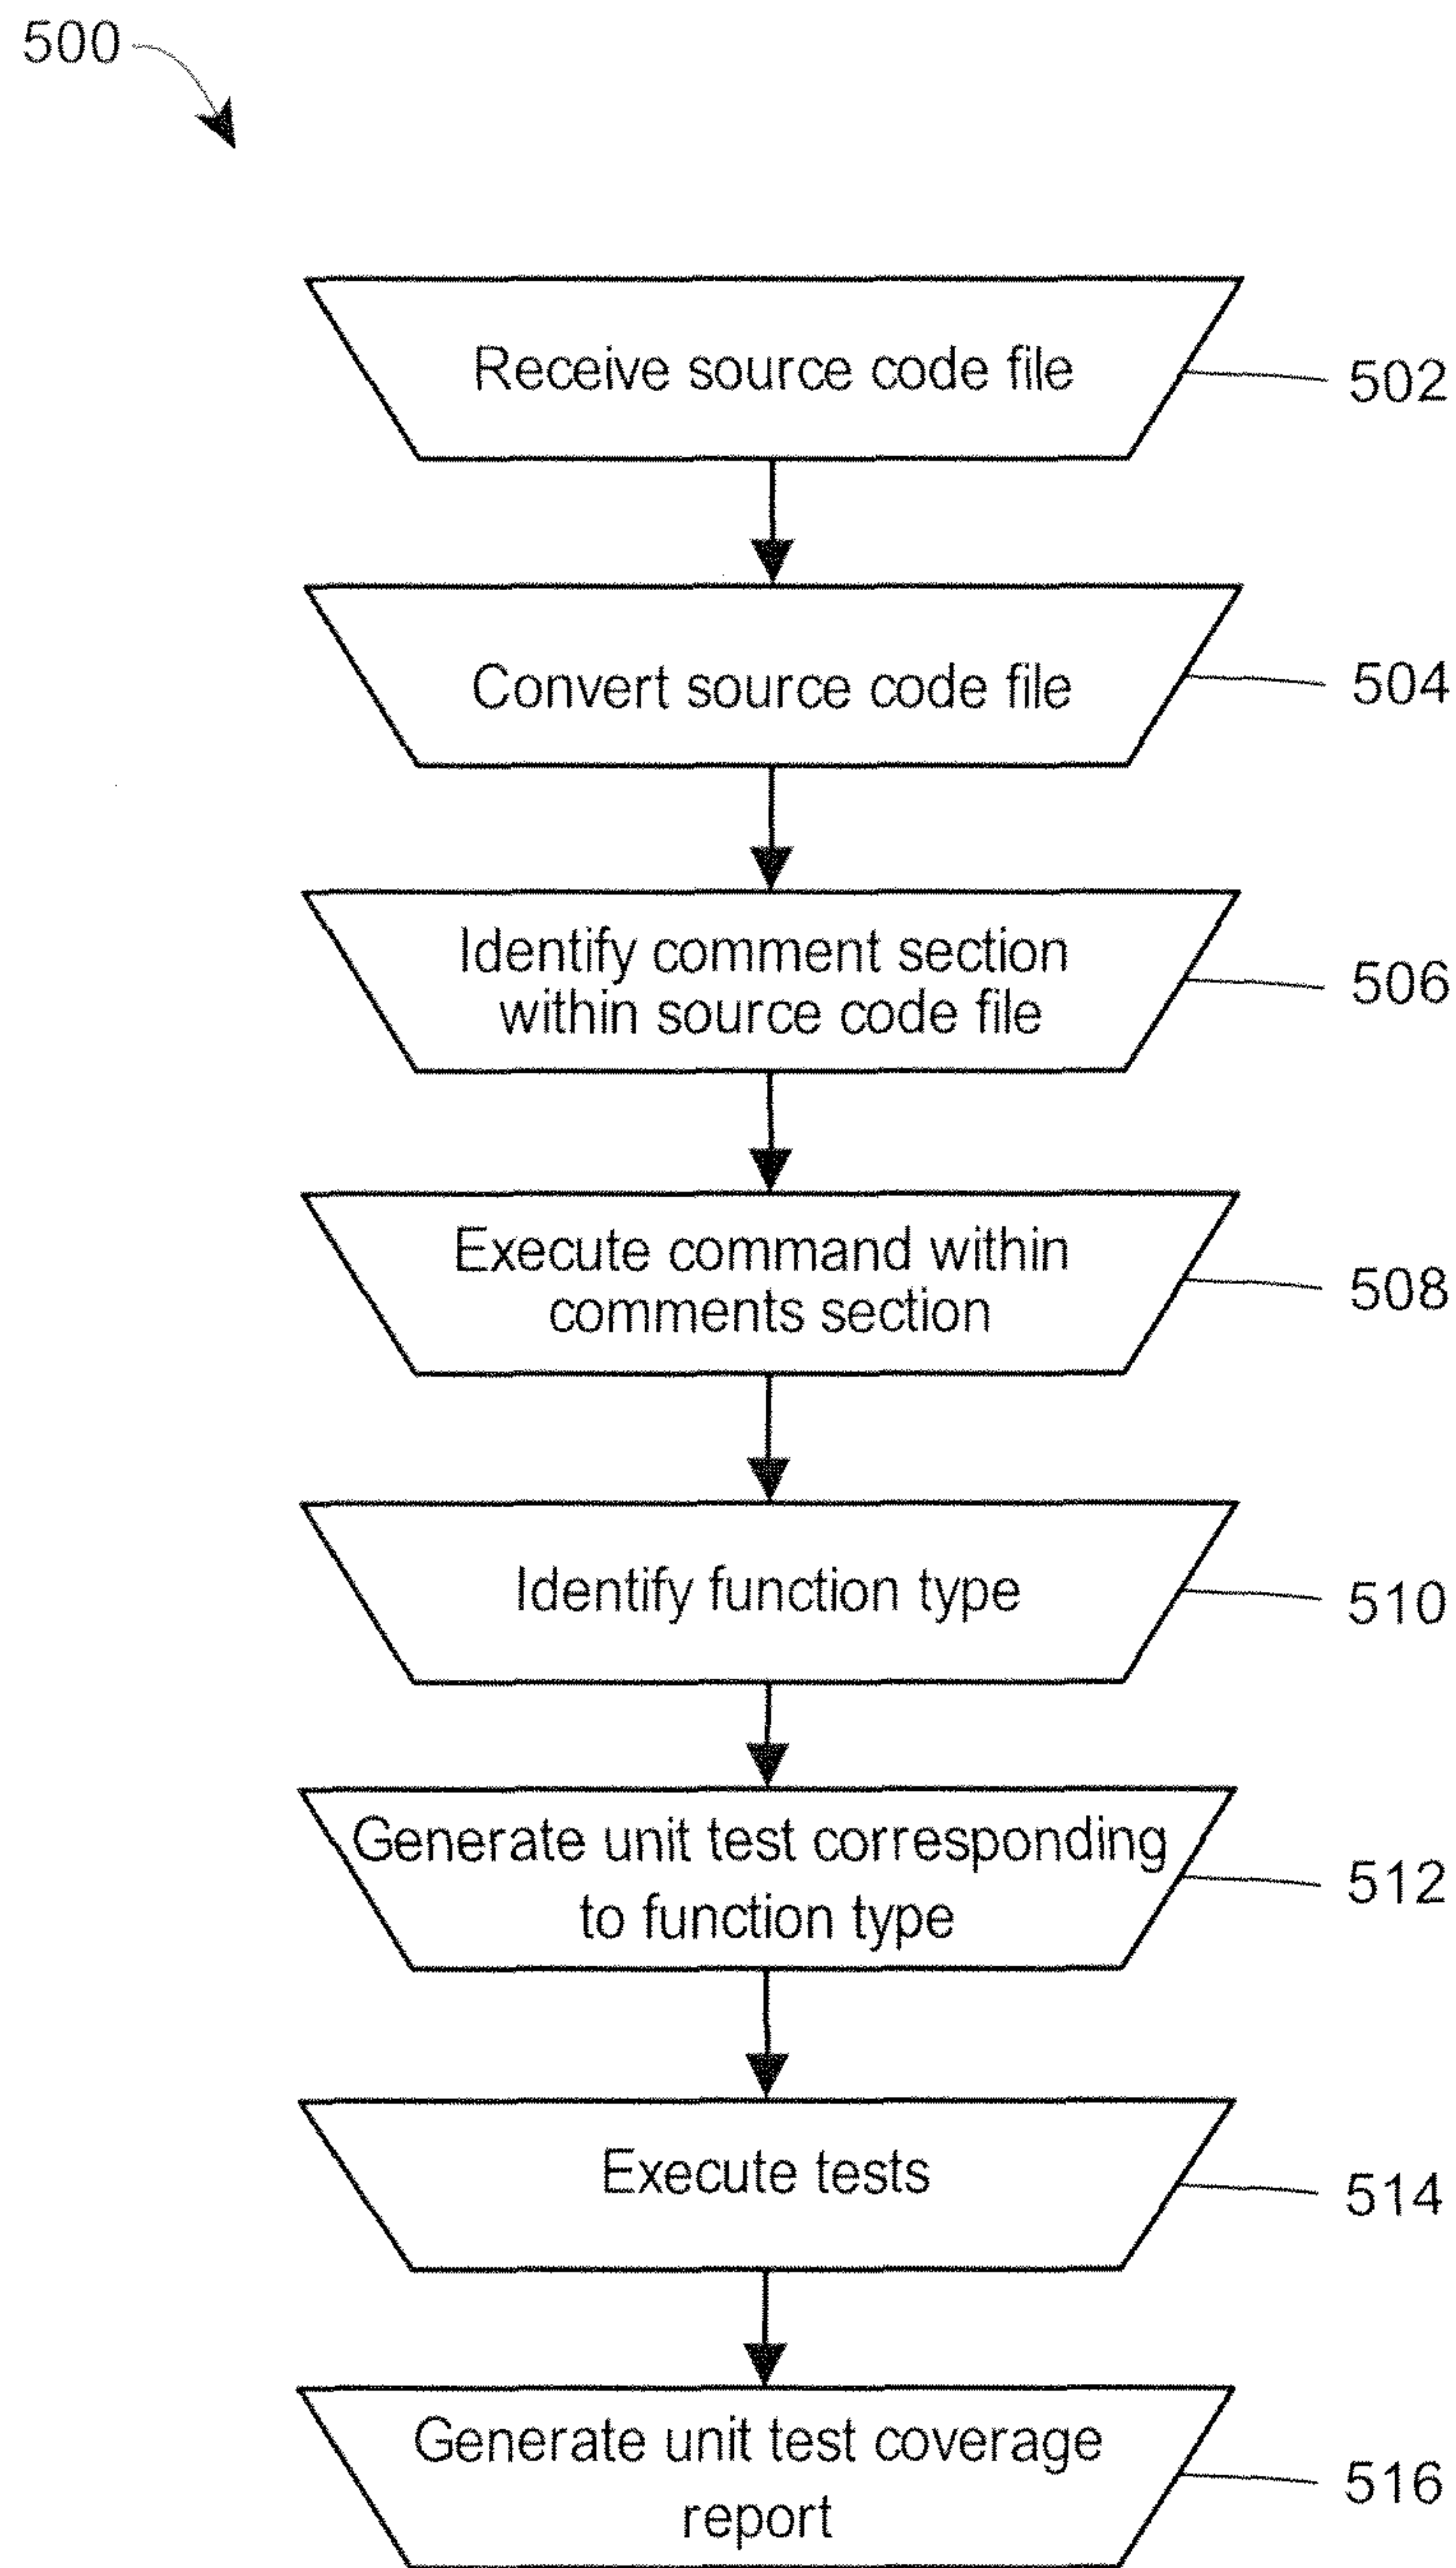 500
Receive source code file
502
Convert source code file
504
Identify comment section
within source code file
506
Execute command within
comments section
508
Identify function type
510
Generate unit test corresponding
to function type
512
Execute tests
514
Generate unit test coverage
report
516